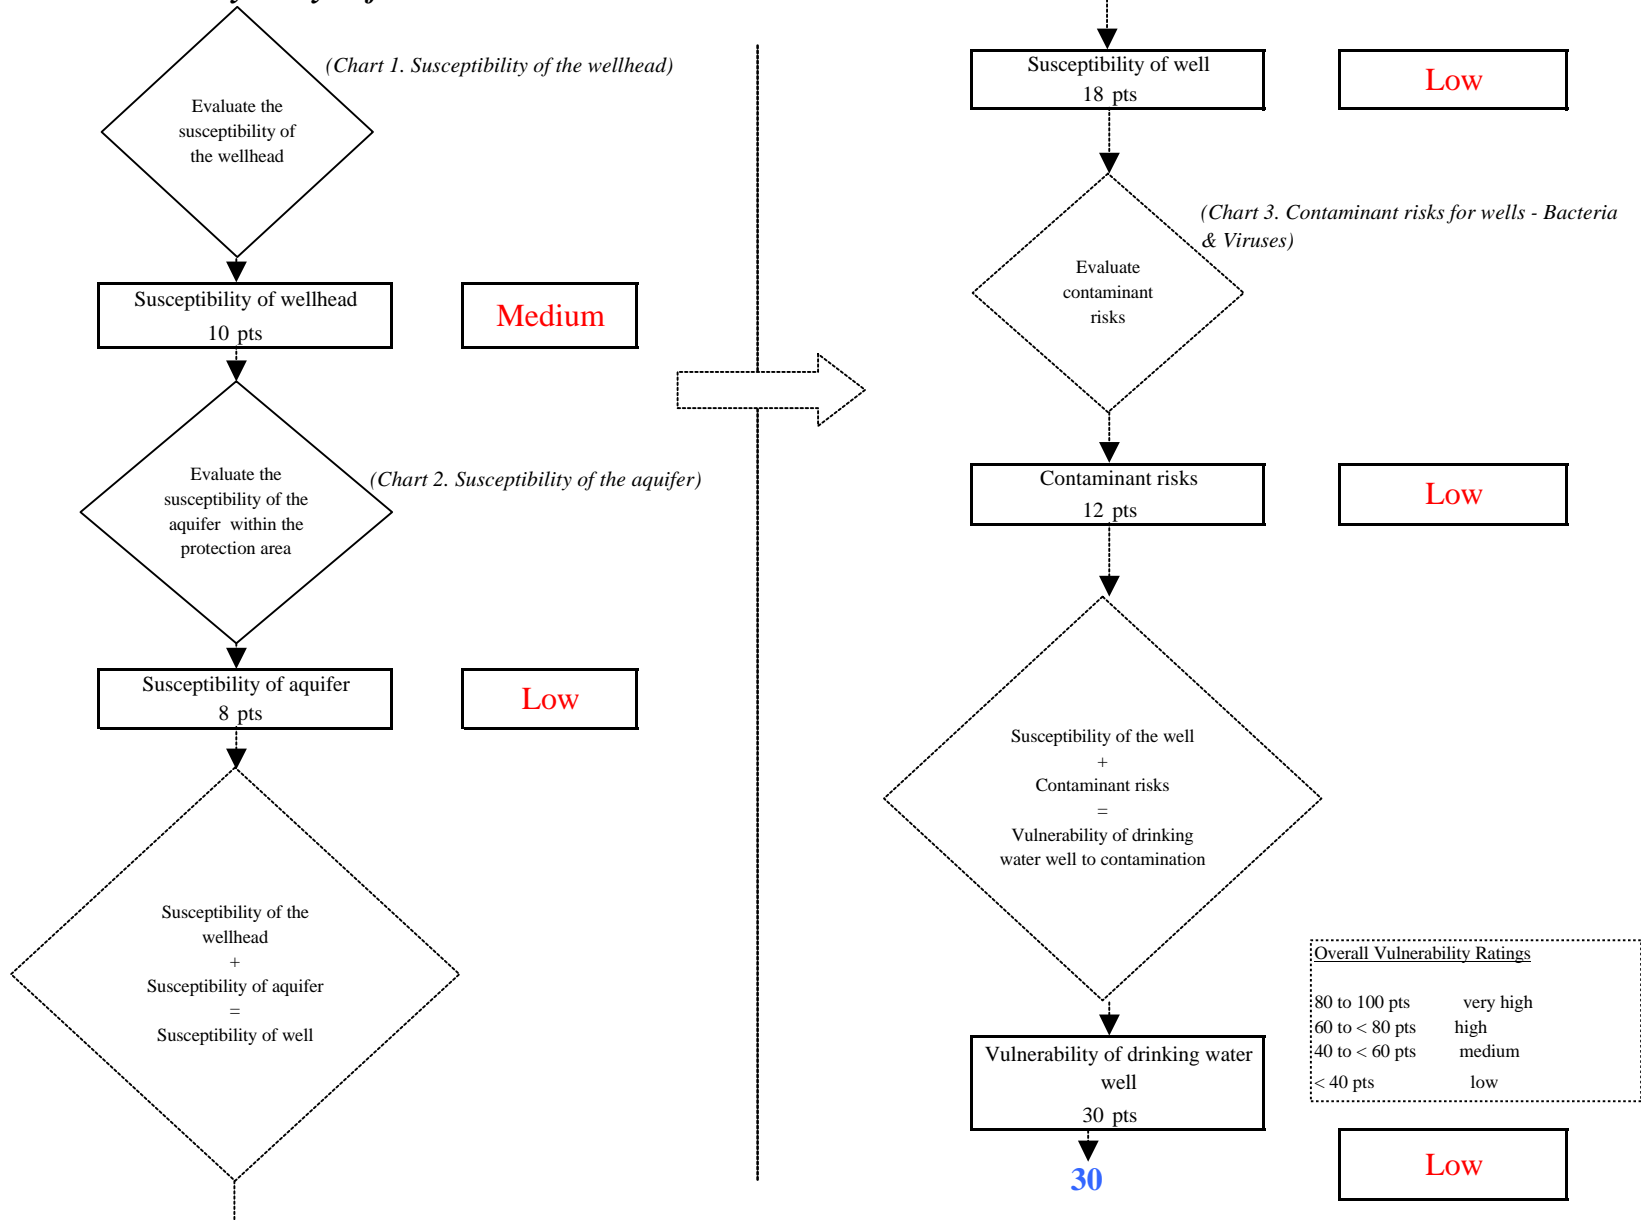 (Chart 1. Susceptibility of the wellhead)
Evaluate the
susceptibility of
the wellhead
Susceptibility of wellhead
10 pts
Medium
Evaluate the
susceptibility of the
aquifer within the
protection area
(Chart 2. Susceptibility of the aquifer)
Susceptibility of aquifer
8 pts
Low
Susceptibility of the
wellhead
+
Susceptibility of aquifer
=
Susceptibility of well
Susceptibility of well
18 pts
Low
(Chart 3. Contaminant risks for wells - Bacteria
& Viruses)
Evaluate
contaminant
risks
Contaminant risks
12 pts
Low
Susceptibility of the well
+
Contaminant risks
=
Vulnerability of drinking
water well to contamination
Overall Vulnerability Ratings
80 to 100 pts very high
60 to < 80 pts high
40 to < 60 pts medium
< 40 pts low
Vulnerability of drinking water
well
30 pts
30
Low